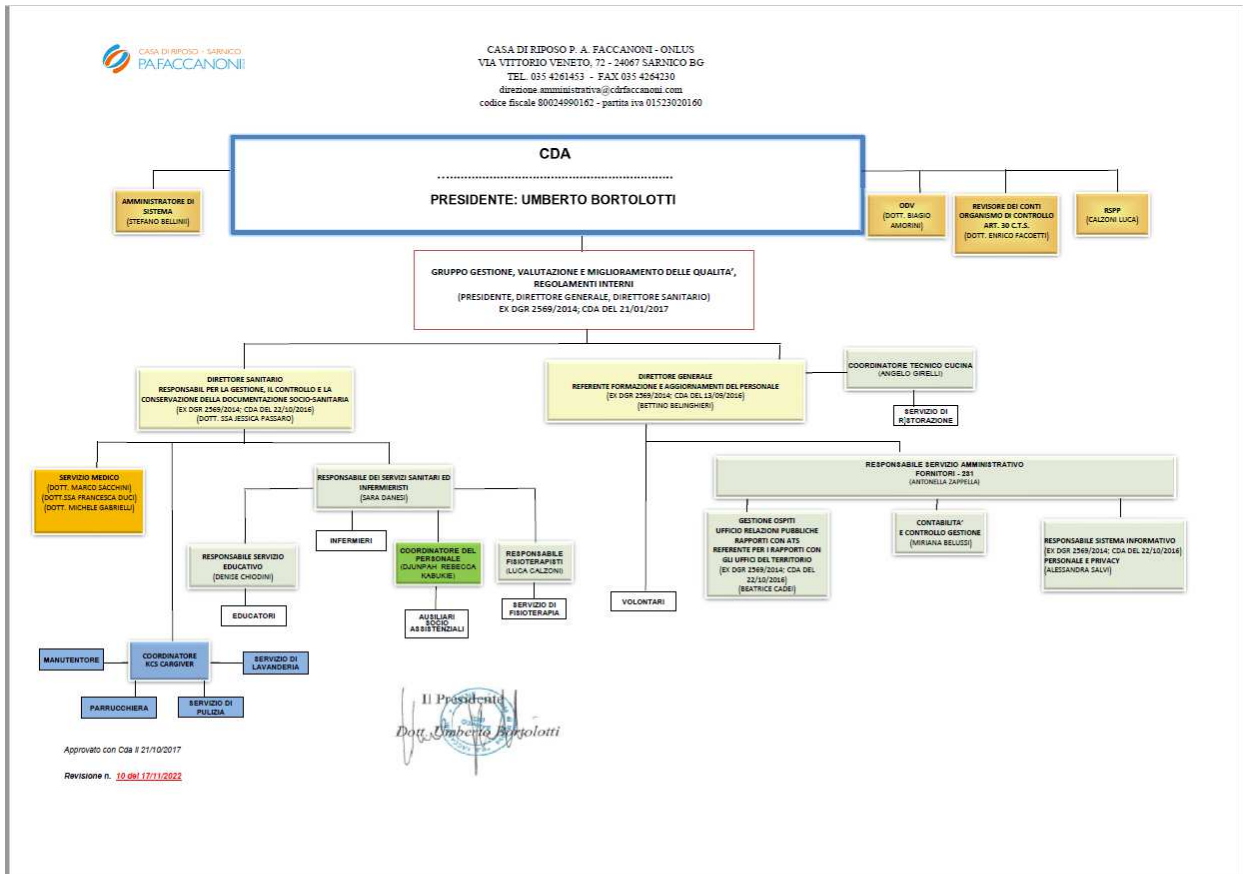 CASA DI RIPOSO - SARNICO
P.A.FACCANONI
CASA DI RIPOSO P. A. FACCANONI - ONLUS
VIA VITTORIO VENETO, 72 - 24067 SARNICO BG
TEL. 035 4261453 - FAX 035 4264230
direzione.amministrativa@cdrfaccanoni.com
codice fiscale 80024990162 - partita iva 01523020160
CDA
PRESIDENTE: UMBERTO BORTOLOTTI
AMMINISTRATORE DI
SISTEMA
(STEFANO BELLINII)
ODV
(DOTT. BIAGIO
AMORINI)
REVISORE DEI CONTI
ORGANISMO DI CONTROLLO
ART. 30 C.T.S.
(DOTT. ENRICO FACOETTI)
RSPP
(CALZONI LUCA)
GRUPPO GESTIONE, VALUTAZIONE E MIGLIORAMENTO DELLE QUALITA',
REGOLAMENTI INTERNI
(PRESIDENTE, DIRETTORE GENERALE, DIRETTORE SANITARIO)
EX DGR 2569/2014; CDA DEL 21/01/2017
DIRETTORE SANITARIO
RESPONSABIL PER LA GESTIONE, IL CONTROLLO E LA
CONSERVAZIONE DELLA DOCUMENTAZIONE SOCIO-SANITARIA
(EX DGR 2569/2014; CDA DEL 22/10/2016)
(DOTT. SSA JESSICA PASSARO)
DIRETTORE GENERALE
REFERENTE FORMAZIONE E AGGIORNAMENTI DEL PERSONALE
(EX DGR 2569/2014; CDA DEL 13/09/2016)
(BETTINO BELINGHIERI)
COORDINATORE TECNICO CUCINA
(ANGELO GIRELLI)
SERVIZIO DI
RISTORAZIONE
SERVIZIO MEDICO
(DOTT. MARCO SACCHINI)
(DOTT.SSA FRANCESCA DUCI)
(DOTT. MICHELE GABRIELLI)
RESPONSABILE DEI SERVIZI SANITARI ED
INFERMIERISTI
(SARA DANESI)
RESPONSABILE SERVIZIO AMMINISTRATIVO
FORNITORI - 231
(ANTONELLA ZAPPELLA)
RESPONSABILE SERVIZIO
EDUCATIVO
(DENISE CHIODINI)
INFERMIERI
COORDINATORE DEL
PERSONALE
(DJUNPAH REBECCA
KABUKIE)
RESPONSABILE
FISIOTERAPISTI
(LUCA CALZONI)
GESTIONE OSPITI
UFFICIO RELAZIONI PUBBLICHE
RAPPORTI CON ATS
REFERENTE PER I RAPPORTI CON
GLI UFFICI DEL TERRITORIO
(EX DGR 2569/2014; CDA DEL
22/10/2016)
(BEATRICE CADEI)
CONTABILITA'
E CONTROLLO GESTIONE
(MIRIANA BELUSSI)
RESPONSABILE SISTEMA INFORMATIVO
(EX DGR 2569/2014; CDA DEL 22/10/2016)
PERSONALE E PRIVACY
(ALESSANDRA SALVI)
EDUCATORI
AUSILIARI
SOCIO
ASSISTENZIALI
SERVIZIO DI
FISIOTERAPIA
VOLONTARI
MANUTENTORE
COORDINATORE
KCS CARGIVER
SERVIZIO DI
LAVANDERIA
PARRUCCHIERA
SERVIZIO DI
PULIZIA
Il Presidente
Dott. Umberto Bortolotti
Approvato con Cda il 21/10/2017
Revisione n. 10 del 17/11/2022